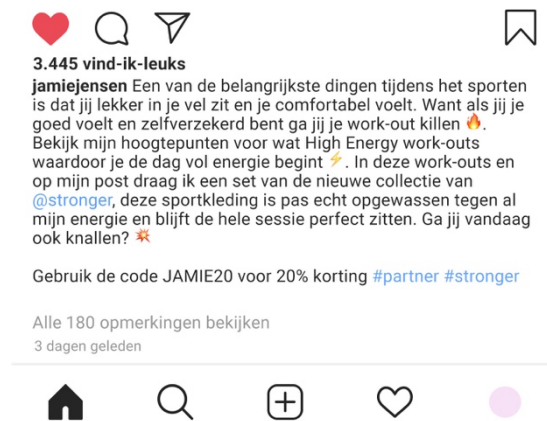 3.445 vind-ik-leuks
jamiejensen Een van de belangrijkste dingen tijdens het sporten
is dat jij lekker in je vel zit en je comfortabel voelt. Want als jij je
goed voelt en zelfverzekerd bent ga jij je work-out killen 🔥.
Bekijk mijn hoogtepunten voor wat High Energy work-outs
waardoor je de dag vol energie begint ⚡. In deze work-outs en
op mijn post draag ik een set van de nieuwe collectie van
@stronger, deze sportkleding is pas echt opgewassen tegen al
mijn energie en blijft de hele sessie perfect zitten. Ga jij vandaag
ook knallen? 💥
Gebruik de code JAMIE20 voor 20% korting #partner #stronger
Alle 180 opmerkingen bekijken
3 dagen geleden